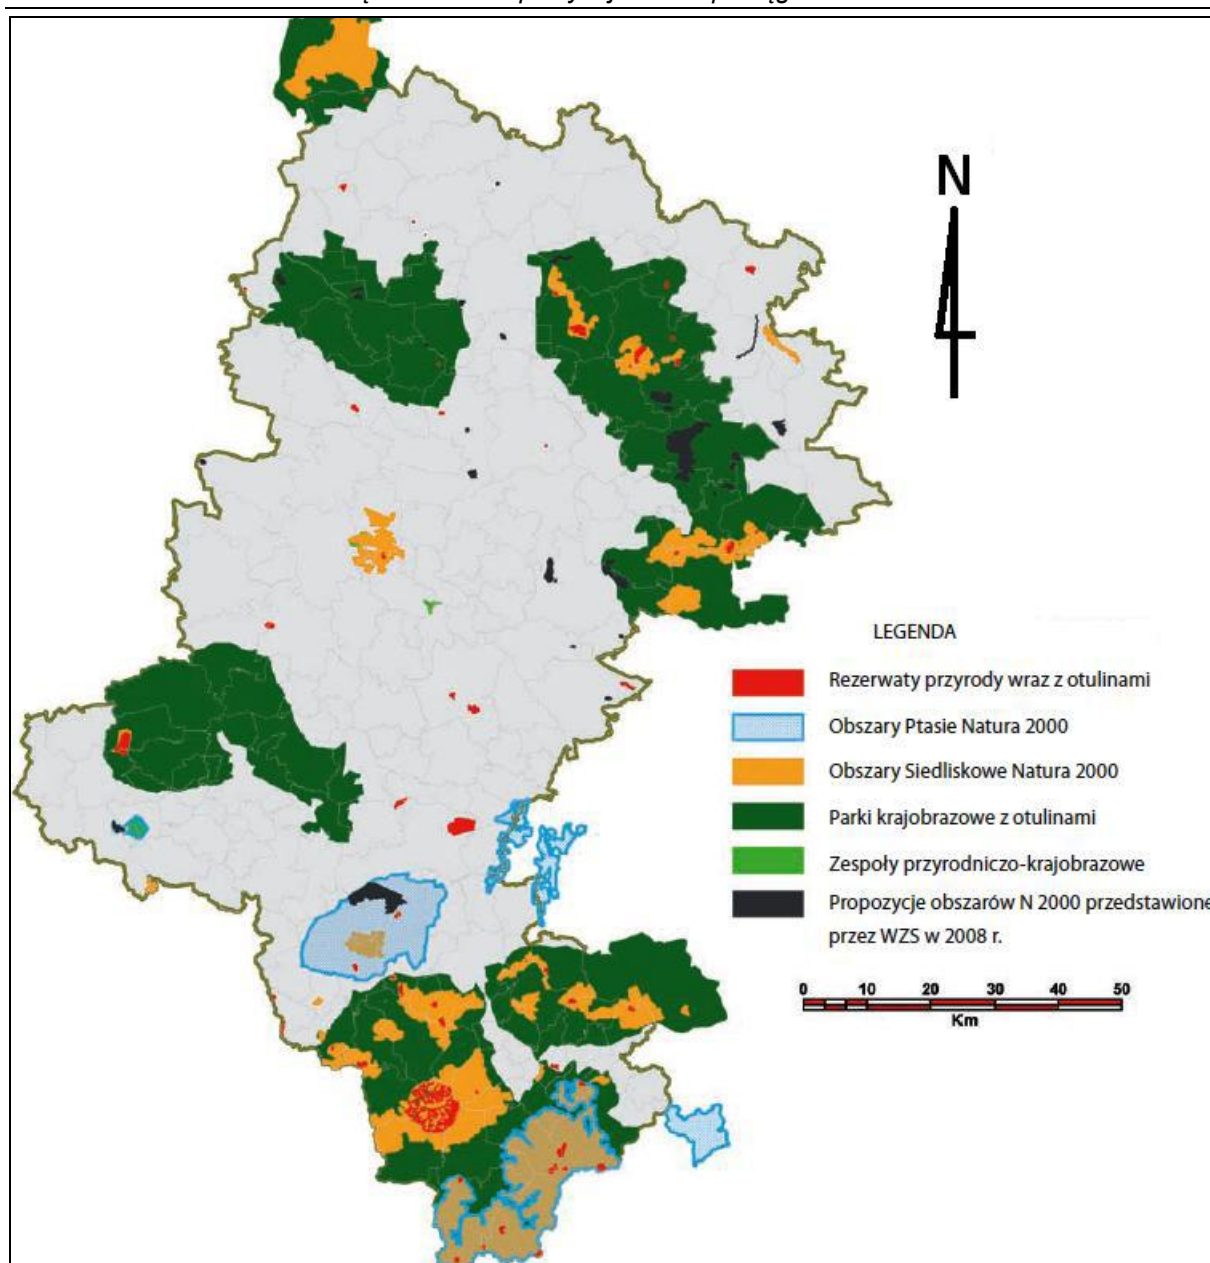 N
LEGENDA
Rezerwaty przyrody wraz z otulinami
Obszary Ptasie Natura 2000
Obszary Siedliskowe Natura 2000
Parki krajobrazowe z otulinami
Zespoły przyrodniczo-krajobrazowe
Propozycje obszarów N 2000 przedstawione
przez WZS w 2008 r.
0 10 20 30 40 50
Km